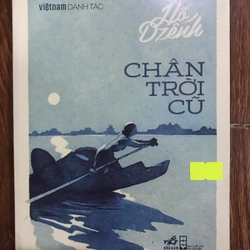 việtnam DANH TÁC
Hồ
Dzếnh
CHÂN
TRỜI
CŨ